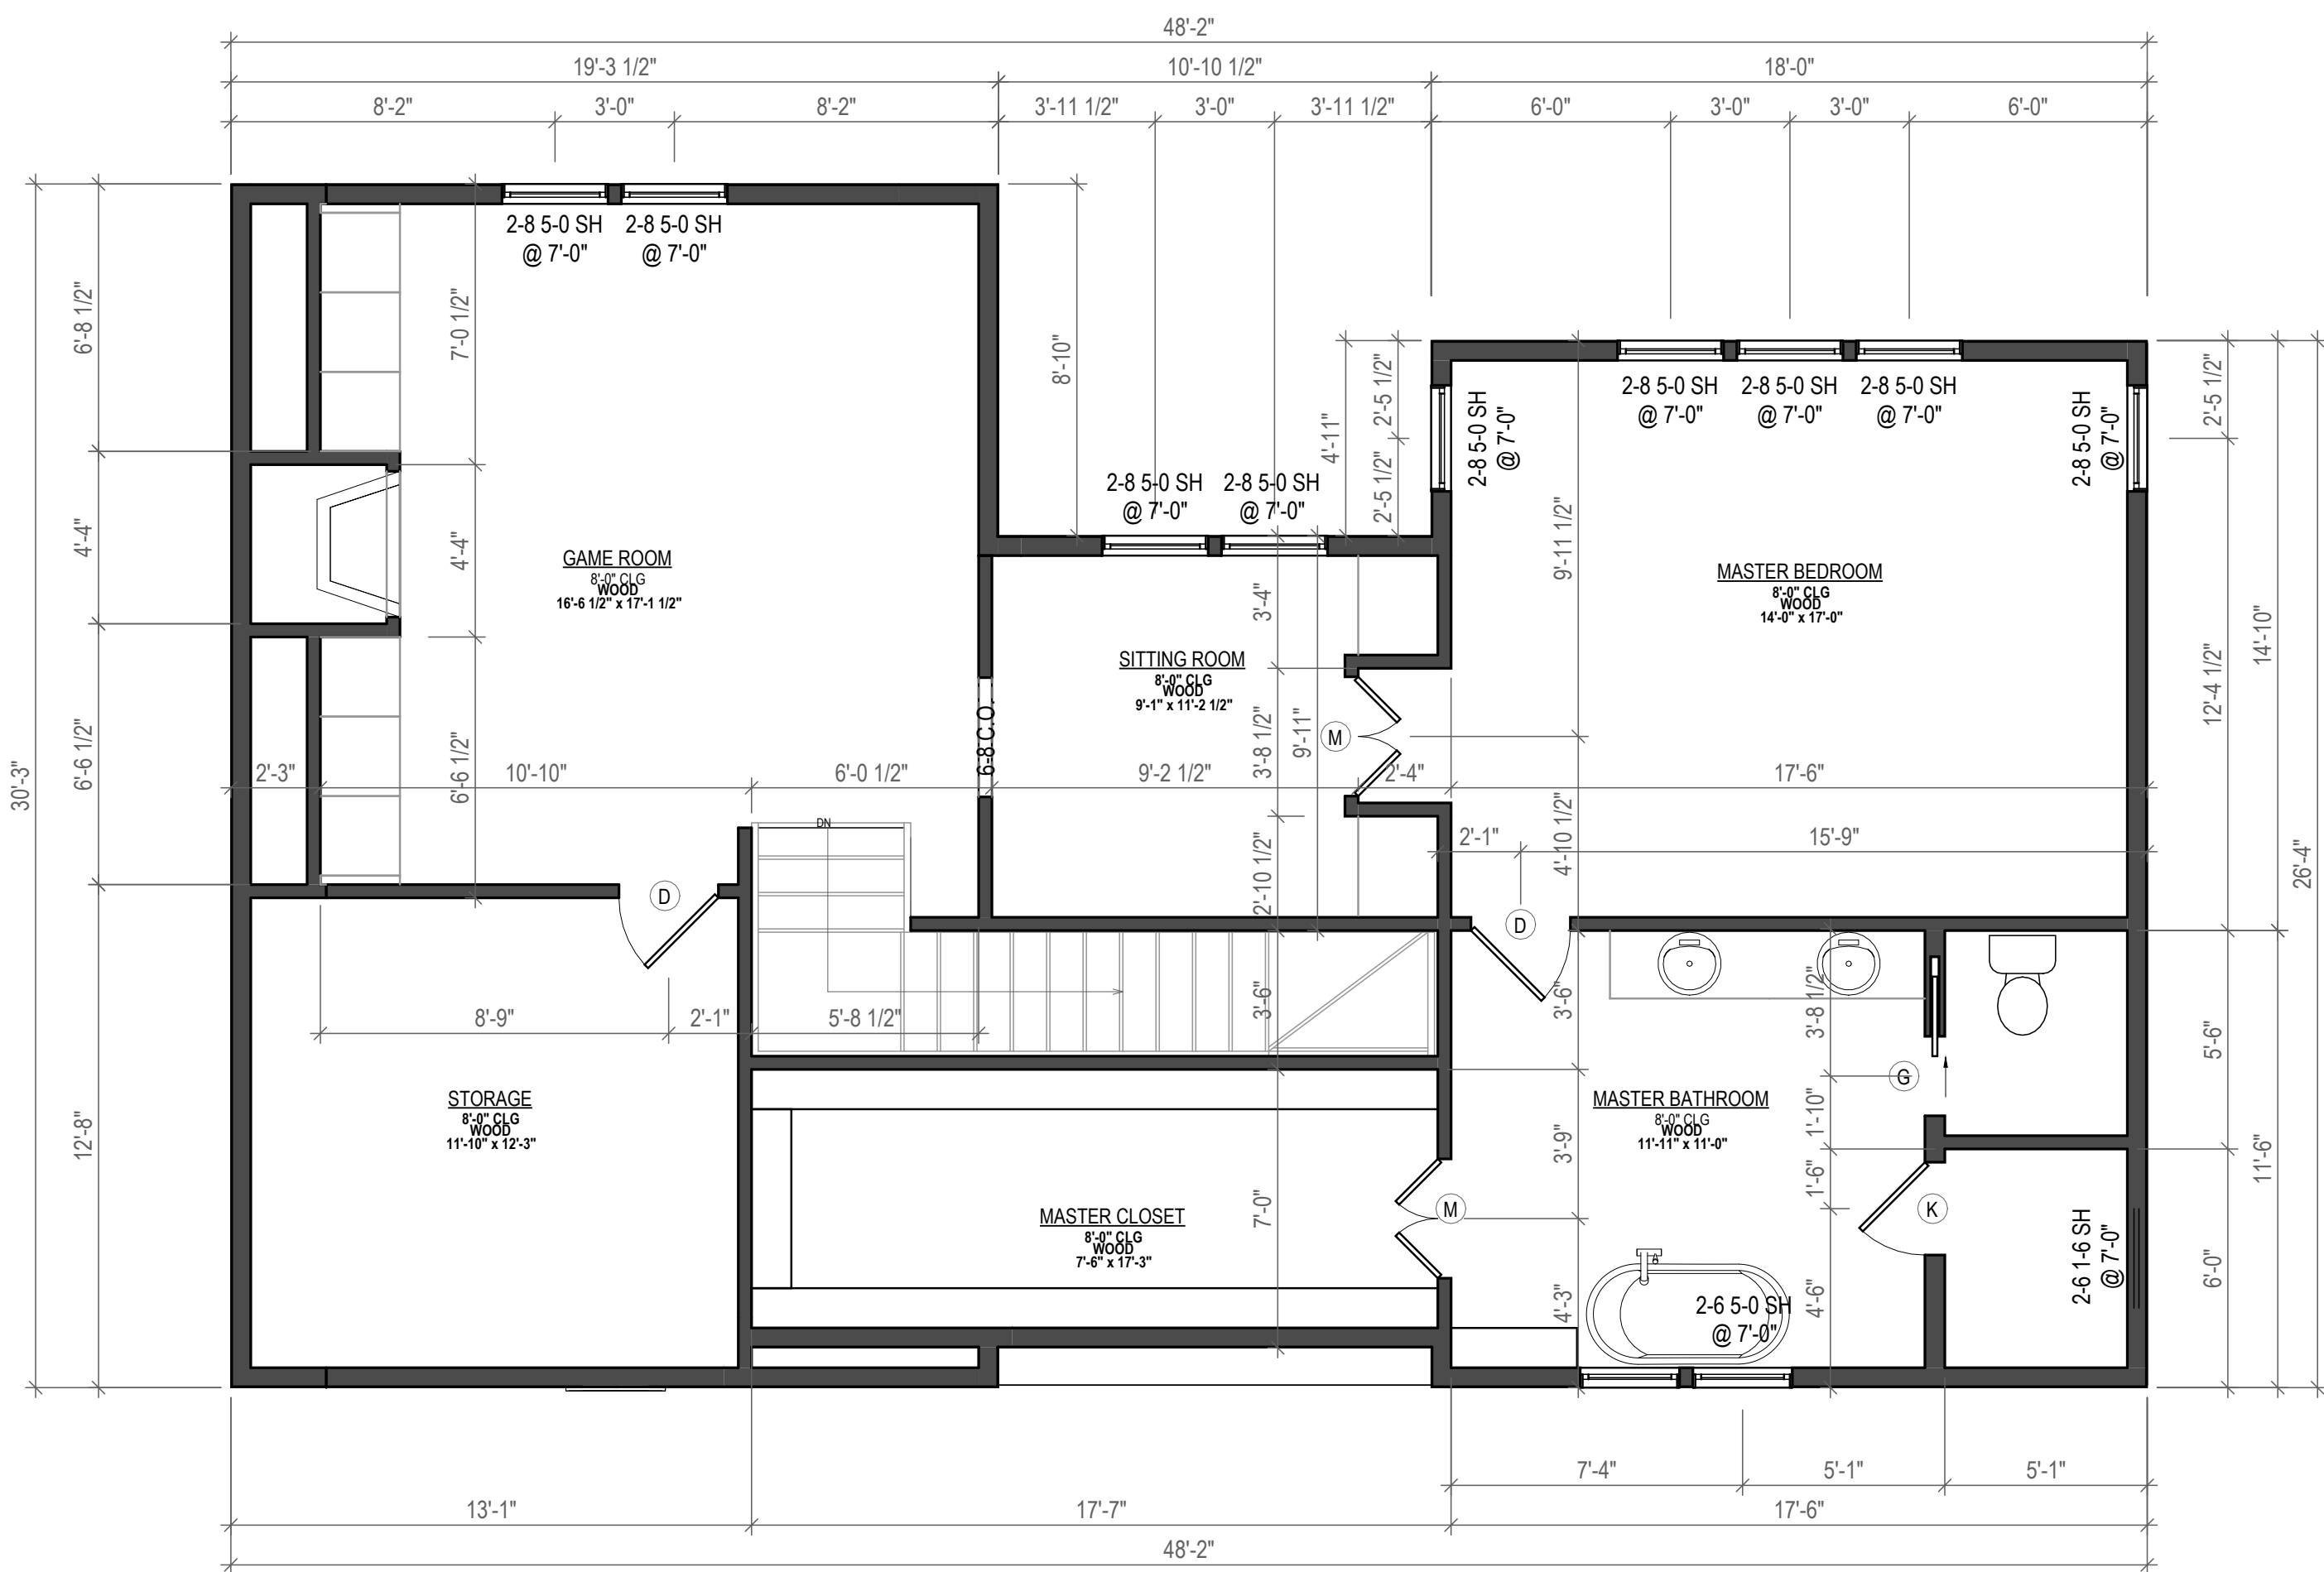 48'-2"
19'-3 1/2"
10'-10 1/2"
18'-0"
8'-2"
3'-0"
8'-2"
3'-11 1/2"
3'-0"
3'-11 1/2"
6'-0"
3'-0"
3'-0"
6'-0"
2-8 5-0 SH
@ 7'-0"
2-8 5-0 SH
@ 7'-0"
30'-3"
6'-8 1/2"
4'-4"
6'-6 1/2"
12'-8"
7'-0 1/2"
4'-4"
6'-6 1/2"
GAME ROOM
8'-0" CLG
WOOD
16'-6 1/2" x 17'-1 1/2"
8'-10"
4'-11"
2'-5 1/2"
2'-5 1/2"
2-8 5-0 SH
@ 7'-0"
2-8 5-0 SH
@ 7'-0"
2-8 5-0 SH
@ 7'-0"
2-8 5-0 SH
@ 7'-0"
2-8 5-0 SH
@ 7'-0"
2-8 5-0 SH
@ 7'-0"
2-8 5-0 SH
@ 7'-0"
9'-11 1/2"
4'-10 1/2"
MASTER BEDROOM
8'-0" CLG
WOOD
14'-0" x 17'-0"
SITTING ROOM
8'-0" CLG
WOOD
9'-1" x 11'-2 1/2"
3'-4"
3'-8 1/2"
2'-10 1/2"
9'-11"
M
6-8 C.O.
2'-3"
10'-10"
6'-0 1/2"
9'-2 1/2"
2'-4"
17'-6"
2'-1"
15'-9"
DN
D
D
2'-5 1/2"
12'-4 1/2"
14'-10"
26'-4"
5'-6"
11'-6"
6'-0"
8'-9"
2'-1"
5'-8 1/2"
3'-6"
7'-0"
3'-6"
3'-9"
4'-3"
3'-8 1/2"
1'-10"
1'-6"
4'-6"
STORAGE
8'-0" CLG
WOOD
11'-10" x 12'-3"
MASTER CLOSET
8'-0" CLG
WOOD
7'-6" x 17'-3"
M
MASTER BATHROOM
8'-0" CLG
WOOD
11'-11" x 11'-0"
G
K
2-6 5-0 SH
@ 7'-0"
2-6 1-6 SH
@ 7'-0"
7'-4"
5'-1"
5'-1"
13'-1"
17'-7"
17'-6"
48'-2"